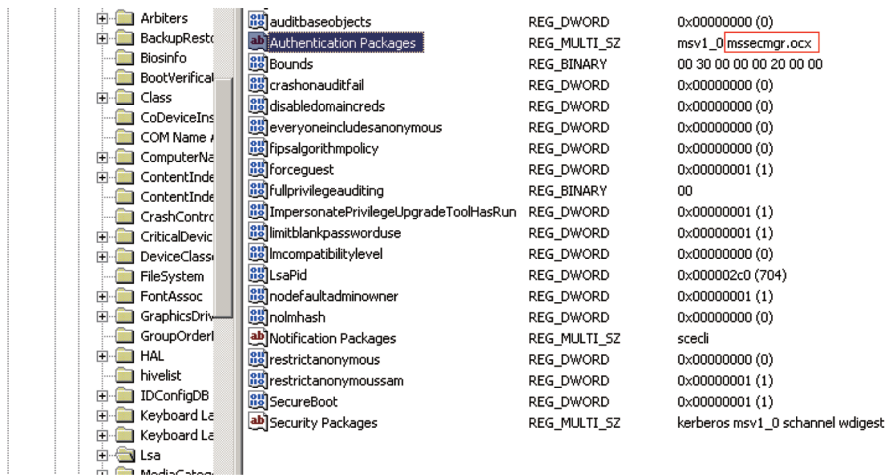 Arbiters
BackupResto
Biosinfo
BootVerifica
Class
CoDeviceIns
COM Name
ComputerNa
ContentInde
ContentInde
CrashContro
CriticalDevic
DeviceClass
FileSystem
FontAssoc
GraphicsDriv
GroupOrder
HAL
hivelist
IDConfigDB
Keyboard La
Keyboard La
Lsa
MediaCateg
auditbaseobjects REG_DWORD 0x00000000 (0)
Authentication Packages REG_MULTI_SZ msv1_0 mssecmgr.ocx
Bounds REG_BINARY 00 30 00 00 00 20 00 00
crashonauditfail REG_DWORD 0x00000000 (0)
disabledomaincreds REG_DWORD 0x00000000 (0)
everyoneincludesanonymous REG_DWORD 0x00000000 (0)
fipsalgorithmpolicy REG_DWORD 0x00000000 (0)
forceguest REG_DWORD 0x00000001 (1)
fullprivilegeauditing REG_BINARY 00
ImpersonatePrivilegeUpgradeToolHasRun REG_DWORD 0x00000001 (1)
limitblankpassworduse REG_DWORD 0x00000001 (1)
lmcompatibilitylevel REG_DWORD 0x00000000 (0)
LsaPid REG_DWORD 0x000002c0 (704)
nodefaultadminowner REG_DWORD 0x00000001 (1)
nolmhash REG_DWORD 0x00000000 (0)
Notification Packages REG_MULTI_SZ scecli
restrictanonymous REG_DWORD 0x00000000 (0)
restrictanonymoussam REG_DWORD 0x00000001 (1)
SecureBoot REG_DWORD 0x00000001 (1)
Security Packages REG_MULTI_SZ kerberos msv1_0 schannel wdigest